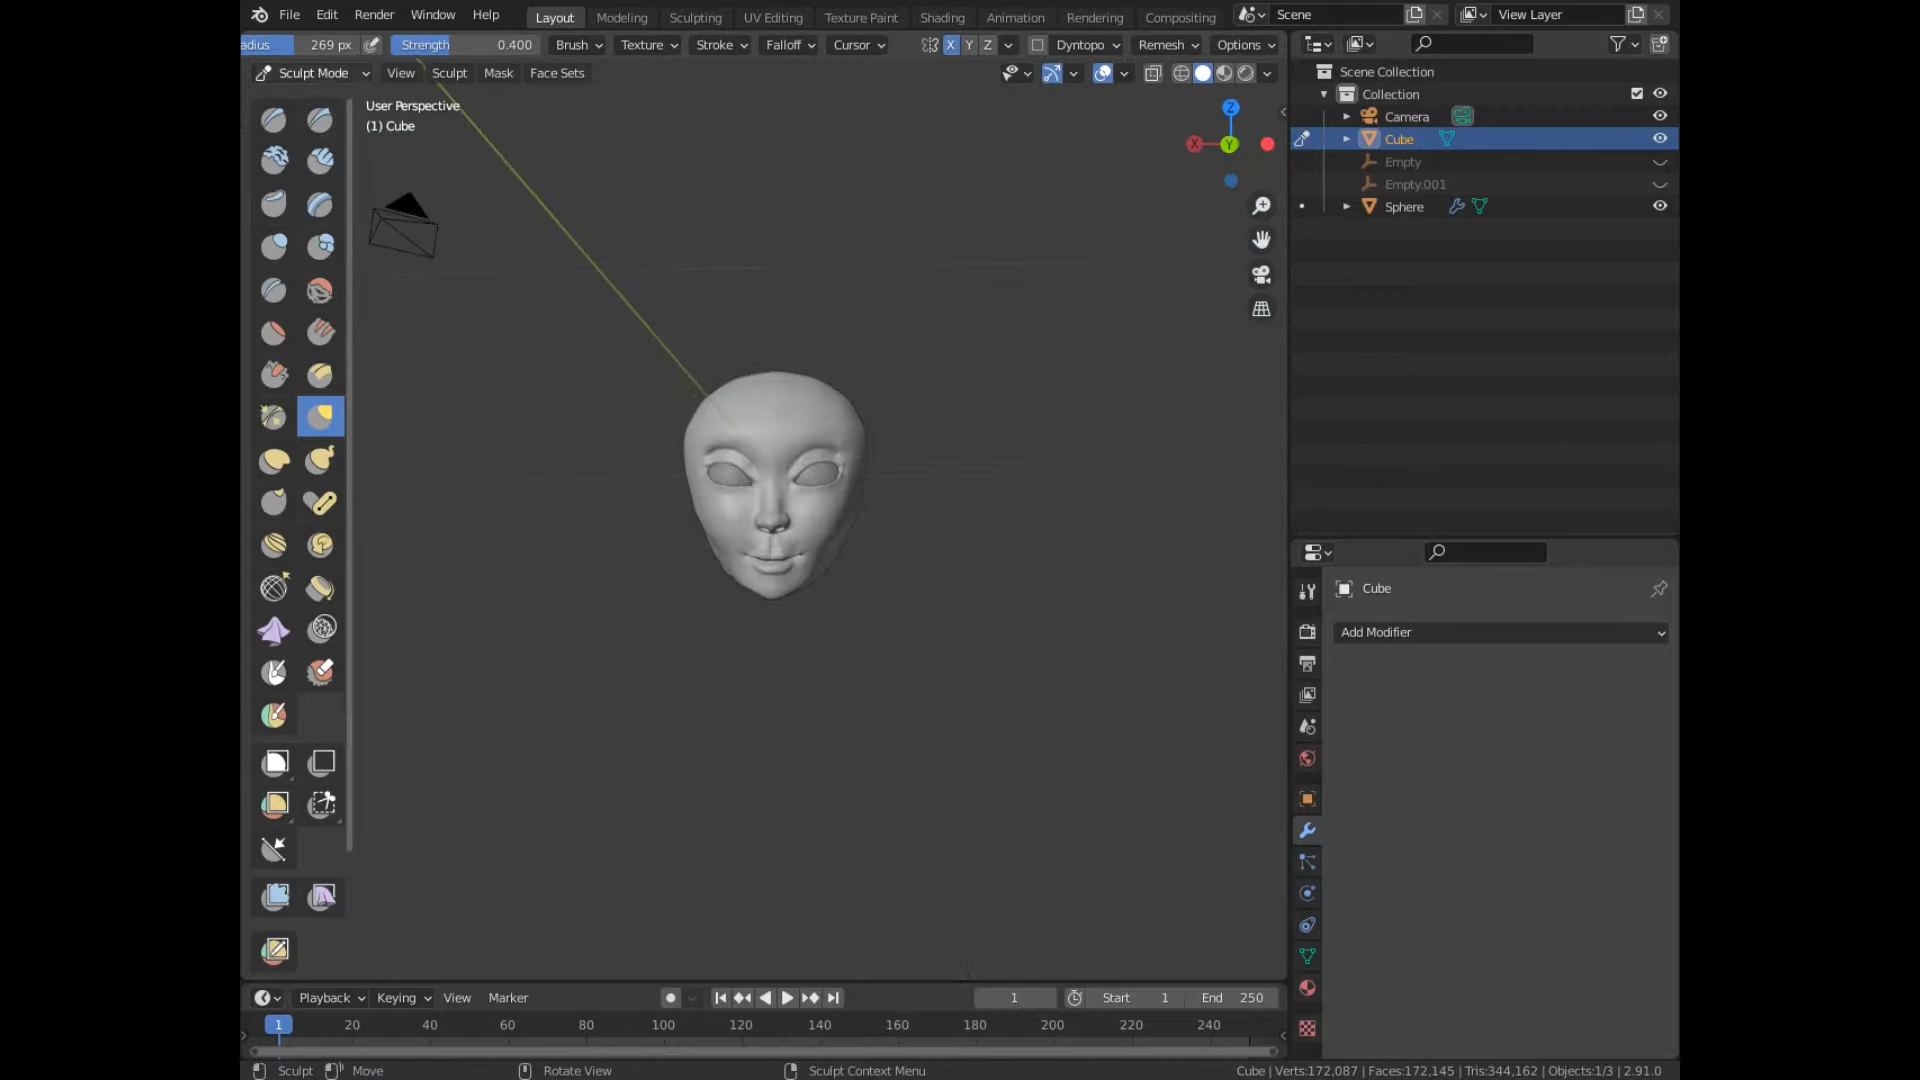 File Edit Render Window Help Layout Modeling Sculpting UV Editing Texture Paint Shading Animation Rendering Compositing Scene View Layer
adius 269 px Strength 0.400 Brush Texture Stroke Falloff Cursor X Y Z Dyntopo Remesh Options
Sculpt Mode View Sculpt Mask Face Sets
User Perspective
(1) Cube
Z
X Y
Scene Collection
Collection
Camera
Cube
Empty
Empty.001
Sphere
Cube
Add Modifier
Playback Keying View Marker 1 Start 1 End 250
1 20 40 60 80 100 120 140 160 180 200 220 240
Sculpt Move Rotate View Sculpt Context Menu Cube | Verts:172,087 | Faces:172,145 | Tris:344,162 | Objects:1/3 | 2.91.0